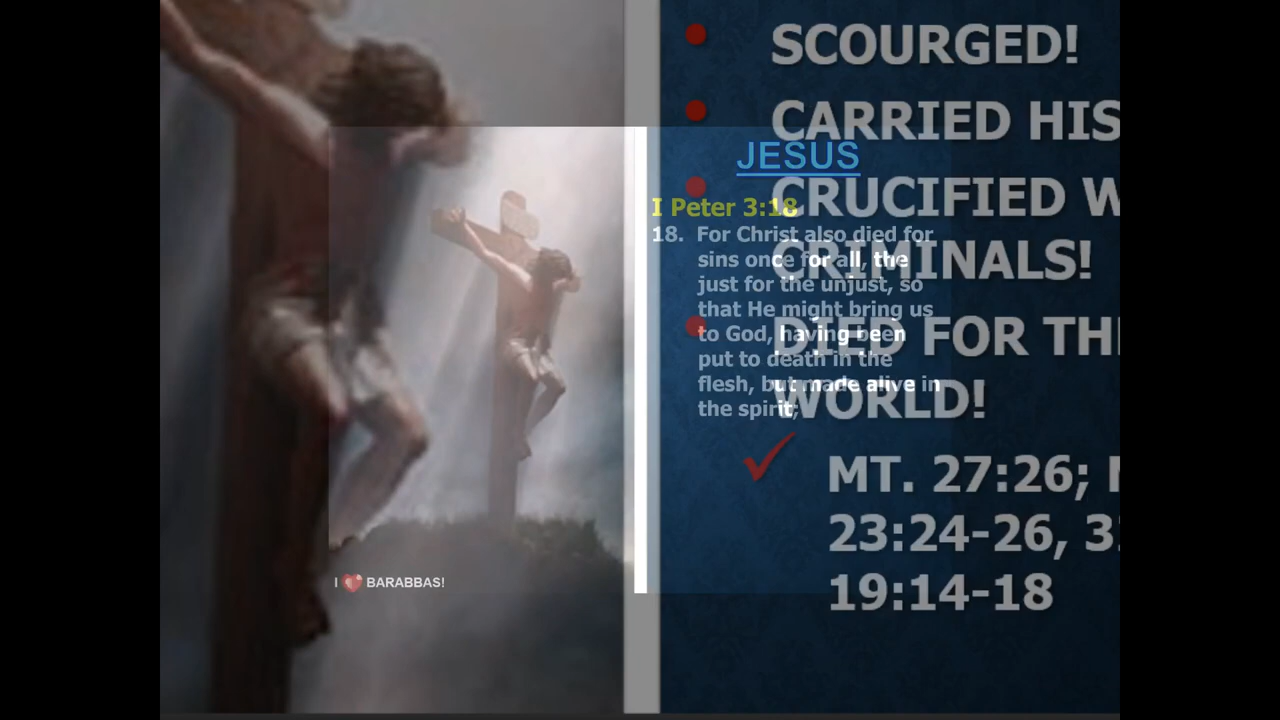 SCOURGED!
CARRIED HIS
CRUCIFIED W
CRIMINALS!
DIED FOR TH
WORLD!
MT. 27:26;
23:24-26, 3
19:14-18
JESUS
I Peter 3:18
18. For Christ also died for
sins once for all, the
just for the unjust, so
that He might bring us
to God, having been
put to death in the
flesh, but made alive in
the spirit;
I ❤ BARABBAS!